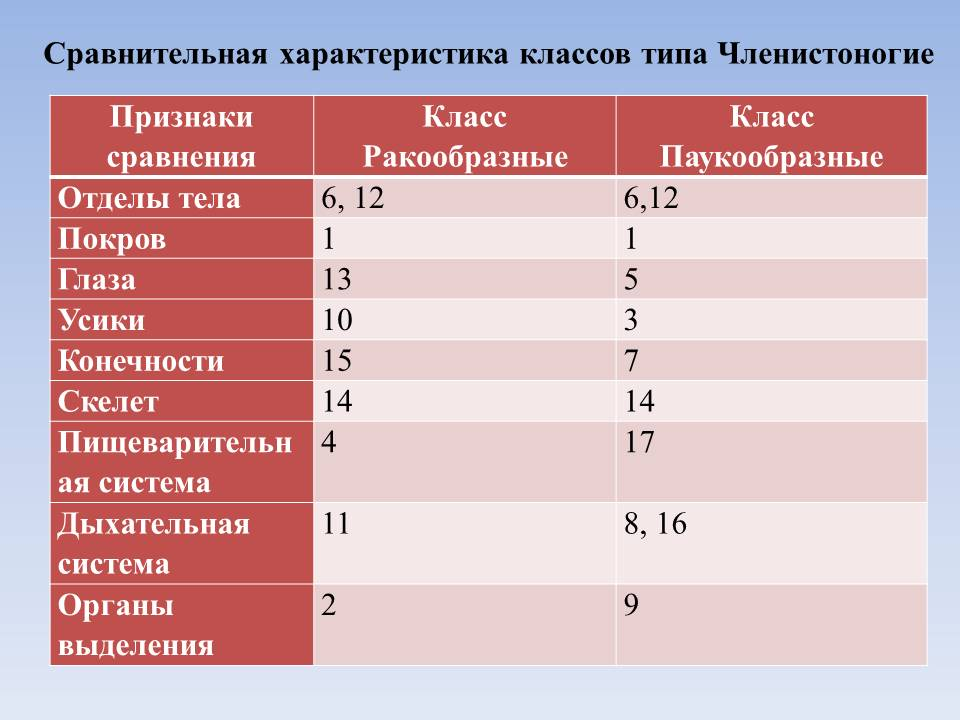 Сравнительная характеристика классов типа Членистоногие
Признаки сравнения
Класс Ракообразные
Класс Паукообразные
Отделы тела 6, 12 6,12
Покров 1 1
Глаза 13 5
Усики 10 3
Конечности 15 7
Скелет 14 14
Пищеварительн 4 17
ая система
Дыхательная 11 8, 16
система
Органы 2 9
выделения